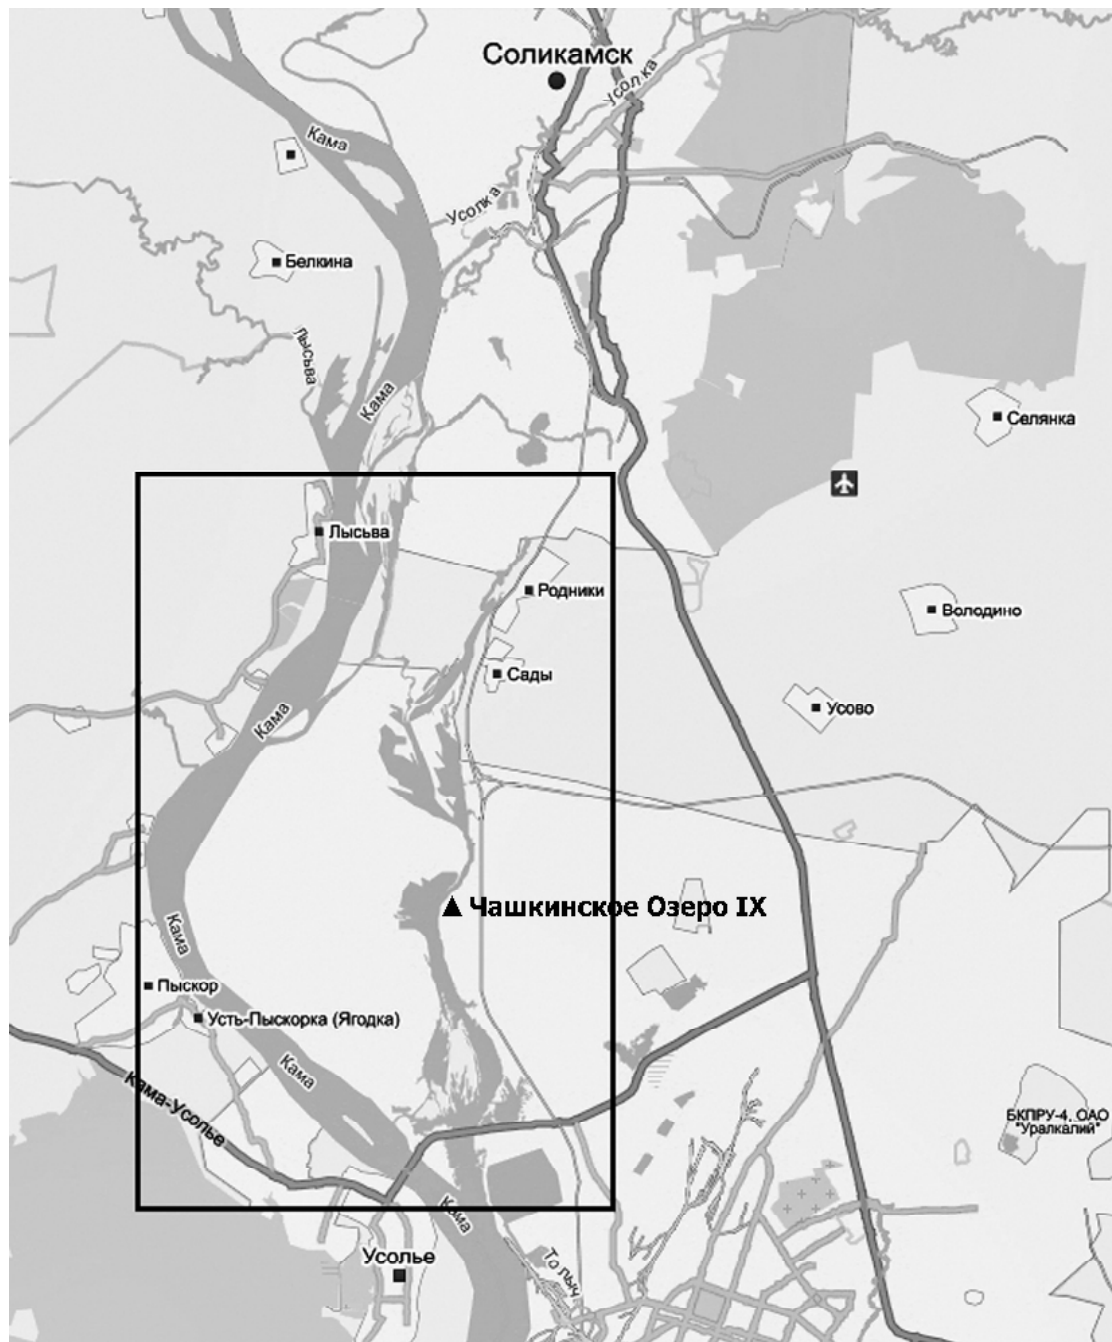 Соликамск
Усолка
Кама
Усолка
Белкина
Лысьва
Кама
Селянка
Лысьва
Родники
Володино
Сады
Усово
Кама
Чашкинское Озеро IX
Кама
Пыскор
Усть-Пыскорка (Ягодка)
Кама
Кама-Усолье
БКПРУ-4, ОАО
"Уралкалий"
Кама
Усолье
Толыч